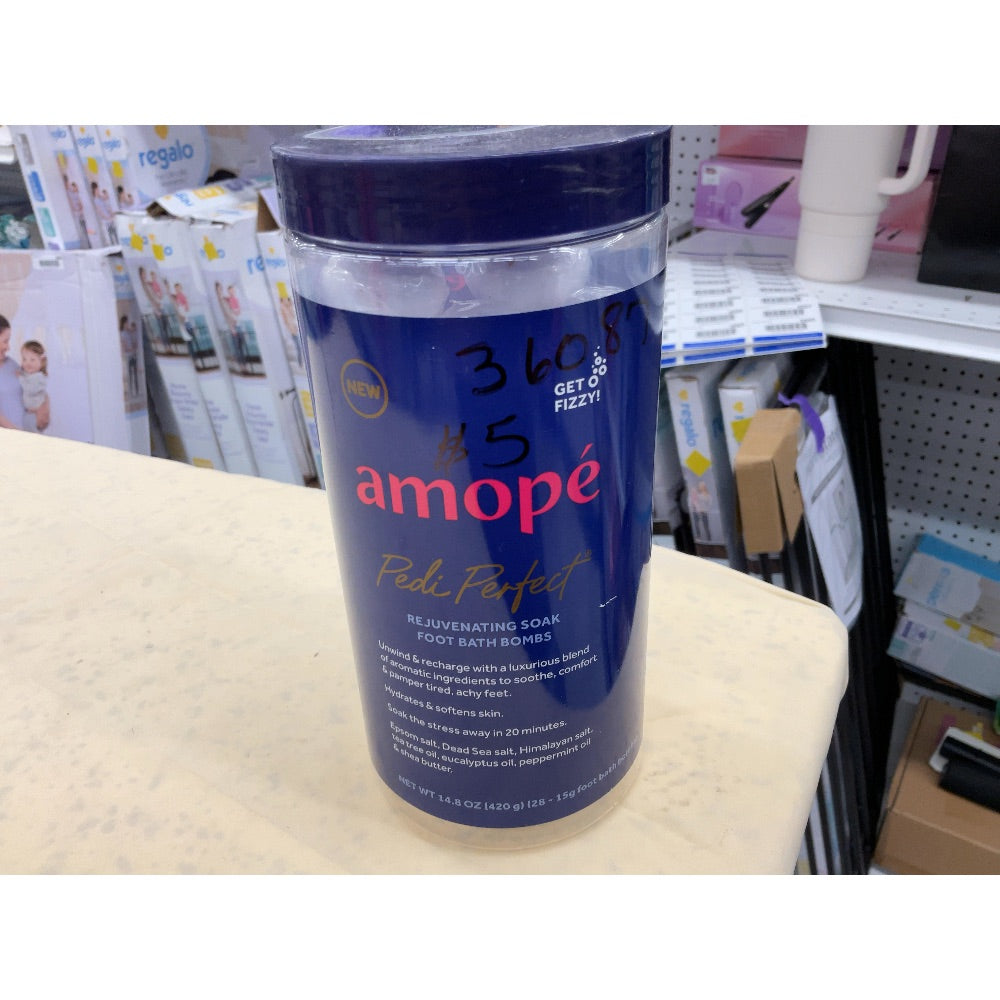 regalo
regalo
36087
NEW
GET
FIZZY!
$5
amopé
Pedi Perfect
REJUVENATING SOAK
FOOT BATH BOMBS
Unwind & recharge with a luxurious blend
of aromatic ingredients to soothe, comfort
& pamper tired, achy feet.
Hydrates & softens skin.
Soak the stress away in 20 minutes.
Epsom salt, Dead Sea salt, Himalayan salt,
tea tree oil, eucalyptus oil, peppermint oil
& shea butter.
NET WT 14.8 OZ (420 g) (28 - 15g foot bath